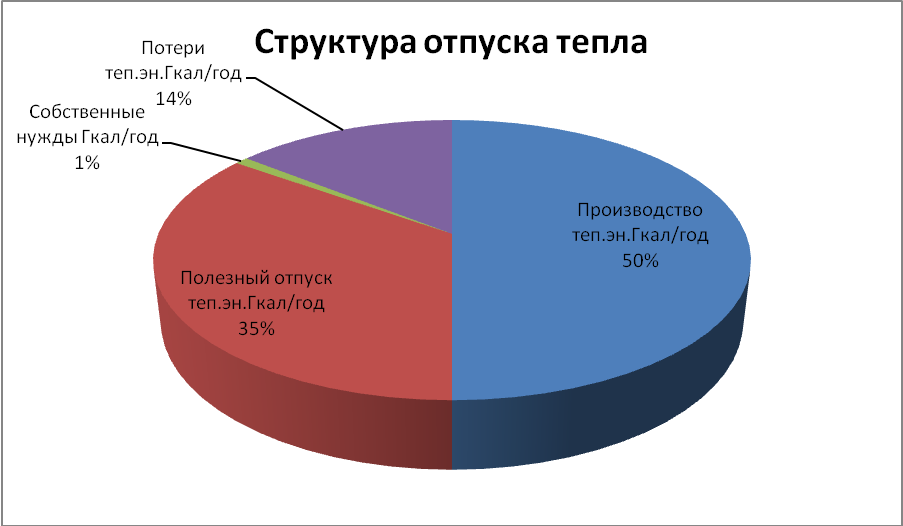 Структура отпуска тепла
Потери
теп.эн.Гкал/год
14%
Собственные
нужды Гкал/год
1%
Производство
теп.эн.Гкал/год
50%
Полезный отпуск
теп.эн.Гкал/год
35%